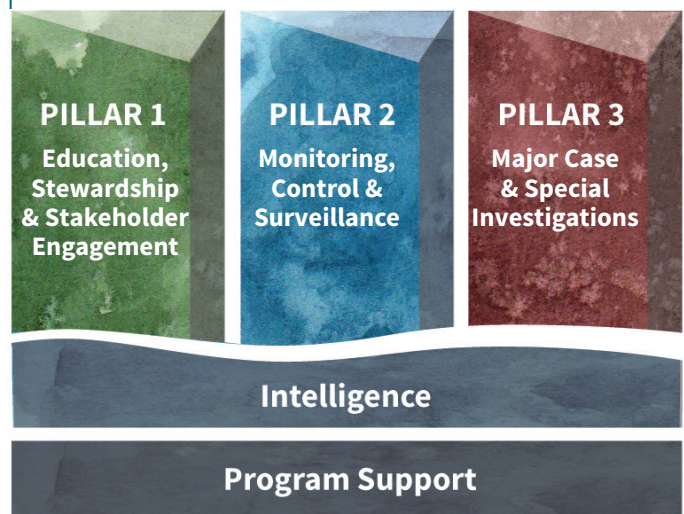 PILLAR 1
Education,
Stewardship
& Stakeholder
Engagement
PILLAR 2
Monitoring,
Control &
Surveillance
PILLAR 3
Major Case
& Special
Investigations
Intelligence
Program Support